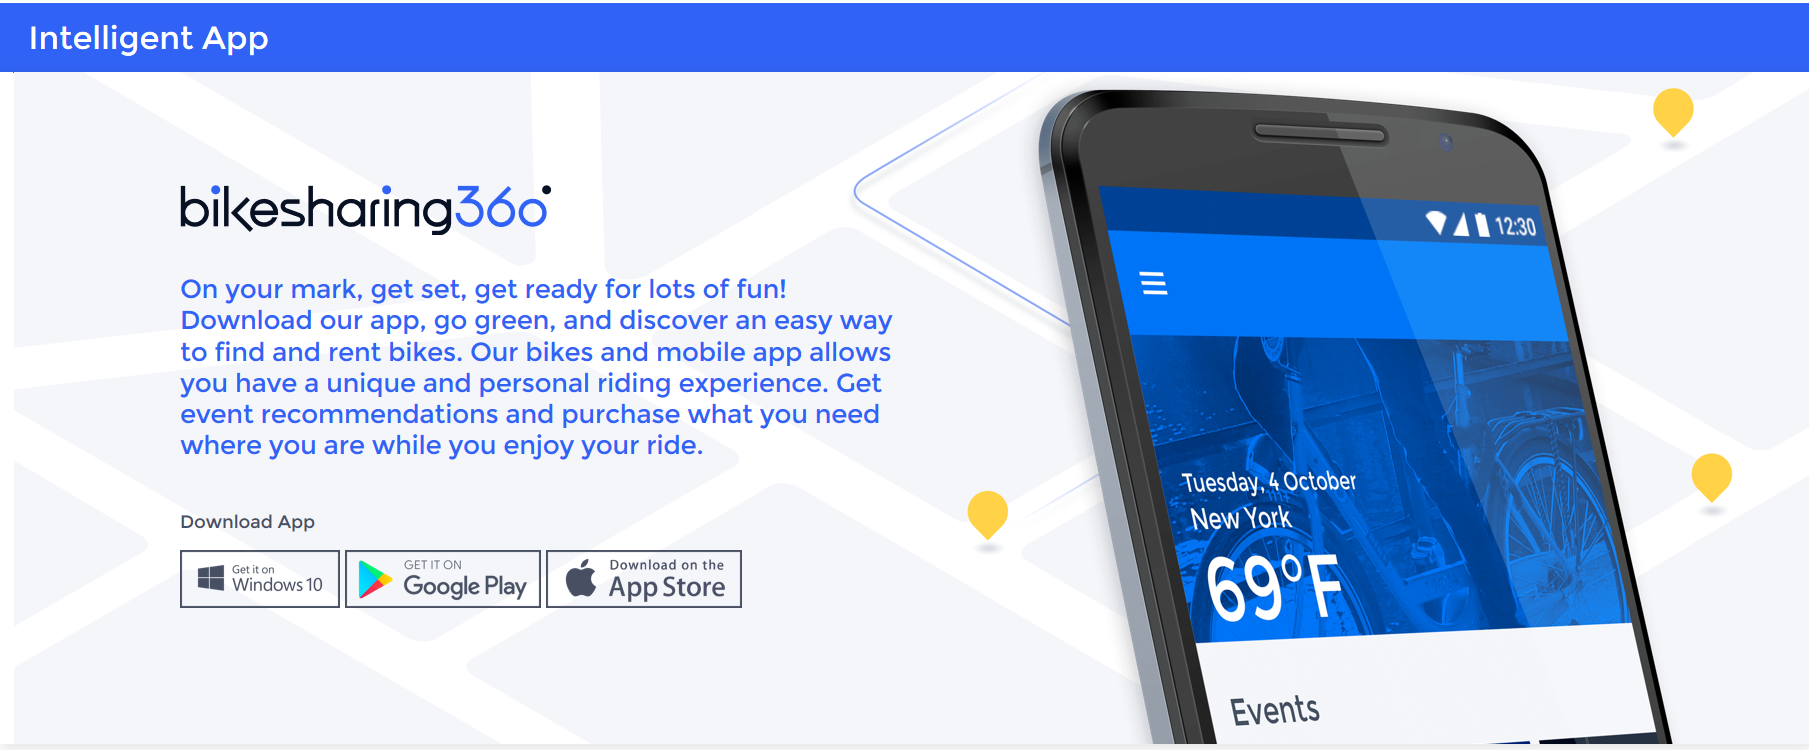 Intelligent App
bikesharing360
On your mark, get set, get ready for lots of fun!
Download our app, go green, and discover an easy way
to find and rent bikes. Our bikes and mobile app allows
you have a unique and personal riding experience. Get
event recommendations and purchase what you need
where you are while you enjoy your ride.
Download App
Get it on
Windows 10
GET IT ON
Google Play
Download on the
App Store
12:30
Tuesday, 4 October
New York
69°F
Events